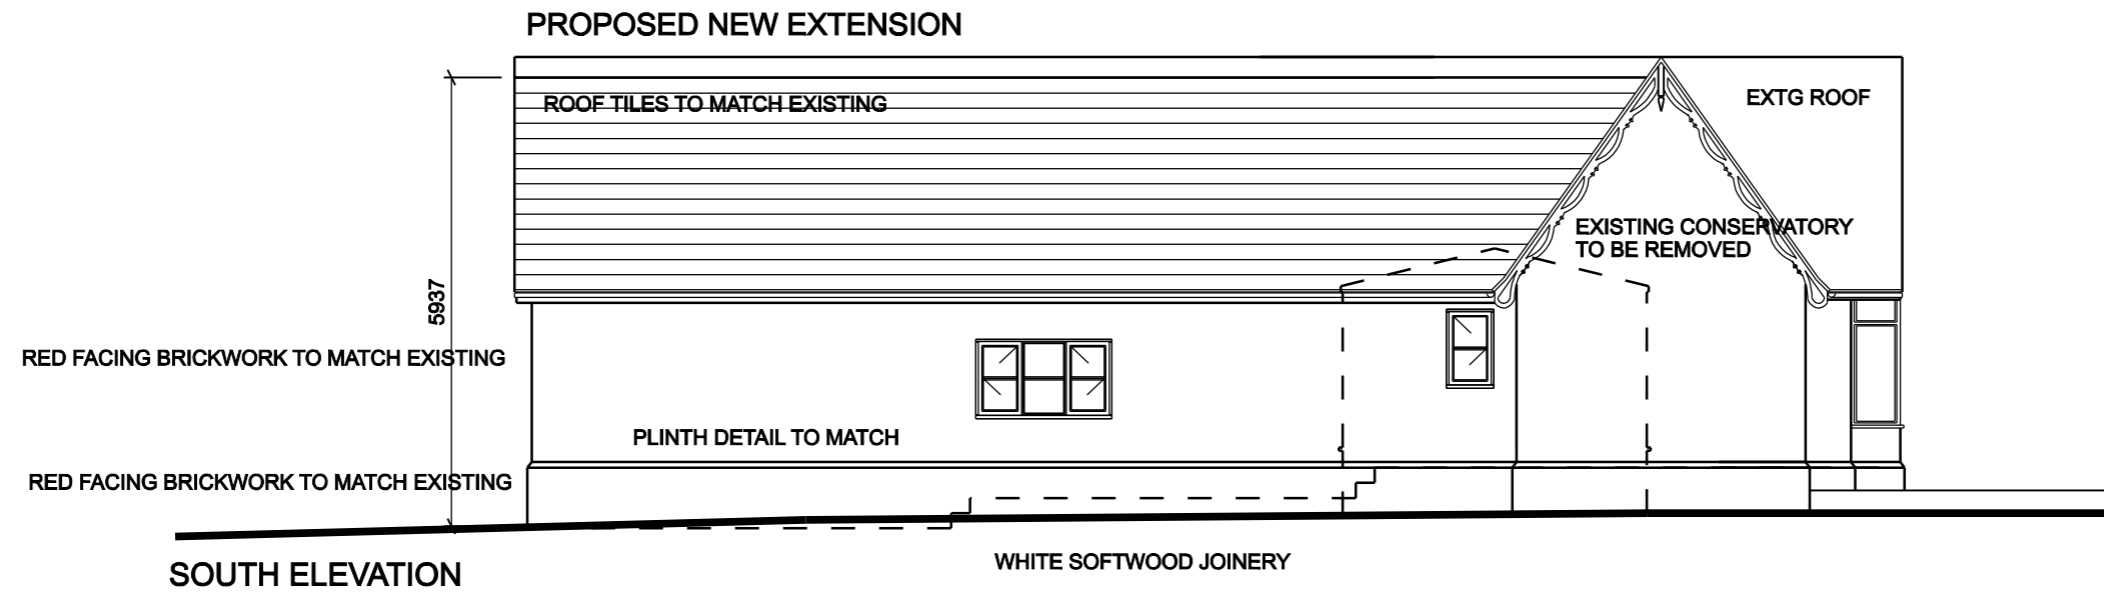 PROPOSED NEW EXTENSION
ROOF TILES TO MATCH EXISTING
EXTG ROOF
EXISTING CONSERVATORY
TO BE REMOVED
5937
RED FACING BRICKWORK TO MATCH EXISTING
PLINTH DETAIL TO MATCH
RED FACING BRICKWORK TO MATCH EXISTING
WHITE SOFTWOOD JOINERY
SOUTH ELEVATION